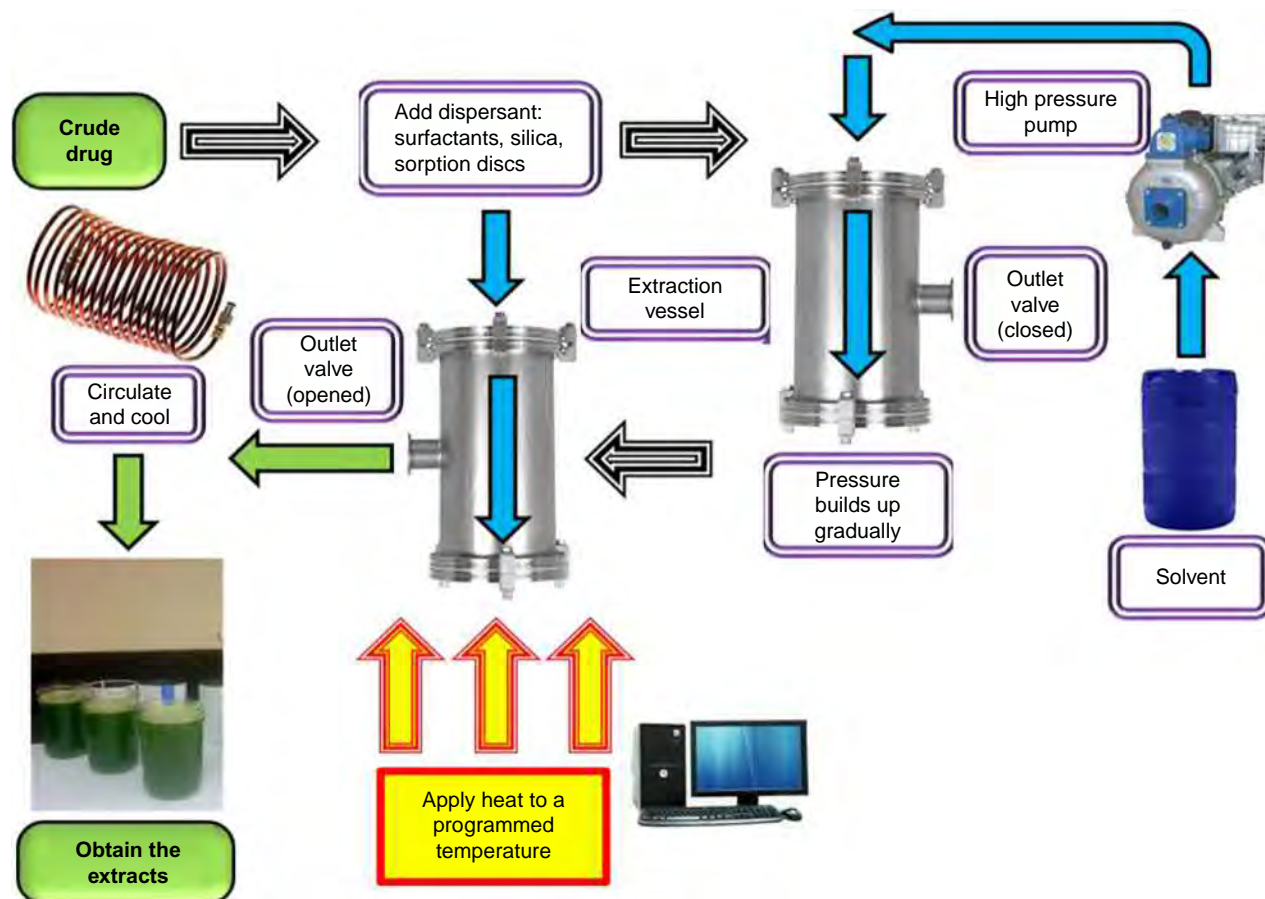 Crude
drug
Add dispersant:
surfactants, silica,
sorption discs
High pressure
pump
Extraction
vessel
Outlet
valve
(closed)
Outlet
valve
(opened)
Circulate
and cool
Pressure
builds up
gradually
Solvent
Apply heat to a
programmed
temperature
Obtain the
extracts